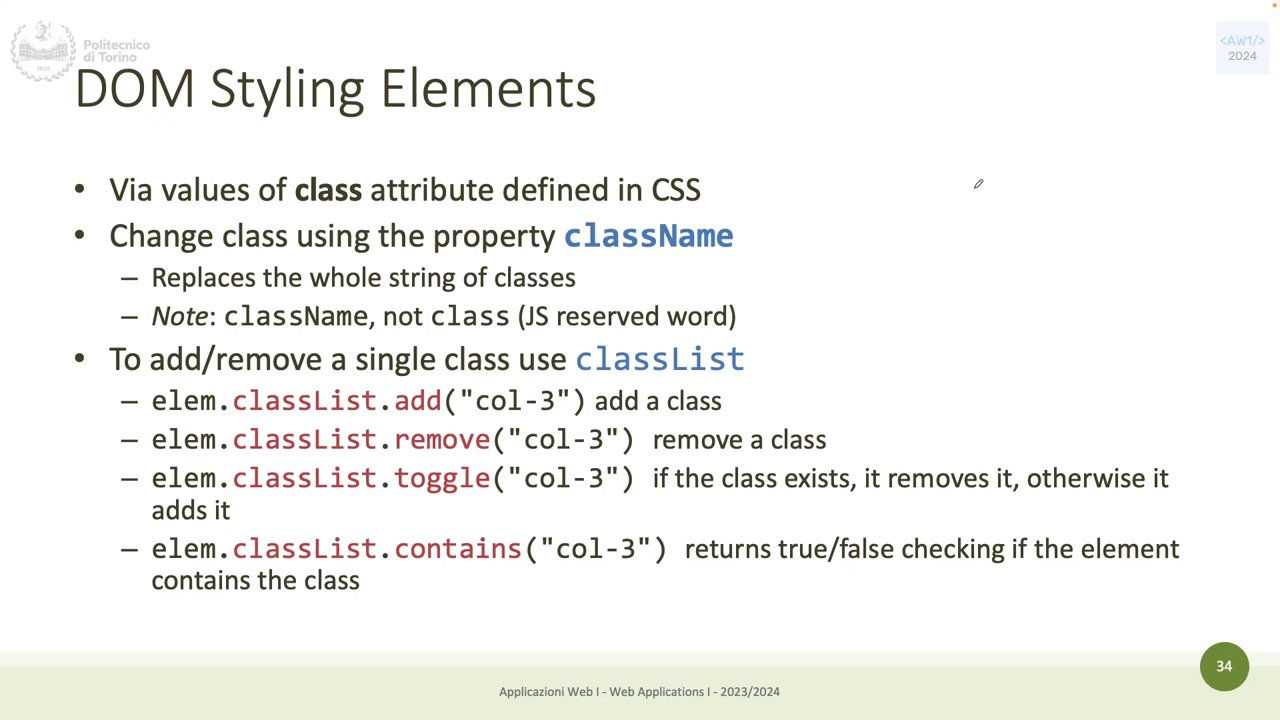 Politecnico
di Torino
1859
<AW1/>
2024
DOM Styling Elements
• Via values of class attribute defined in CSS
• Change class using the property className
– Replaces the whole string of classes
– Note: className, not class (JS reserved word)
• To add/remove a single class use classList
– elem.classList.add("col-3") add a class
– elem.classList.remove("col-3") remove a class
– elem.classList.toggle("col-3") if the class exists, it removes it, otherwise it
adds it
– elem.classList.contains("col-3") returns true/false checking if the element
contains the class
34
Applicazioni Web I - Web Applications I - 2023/2024